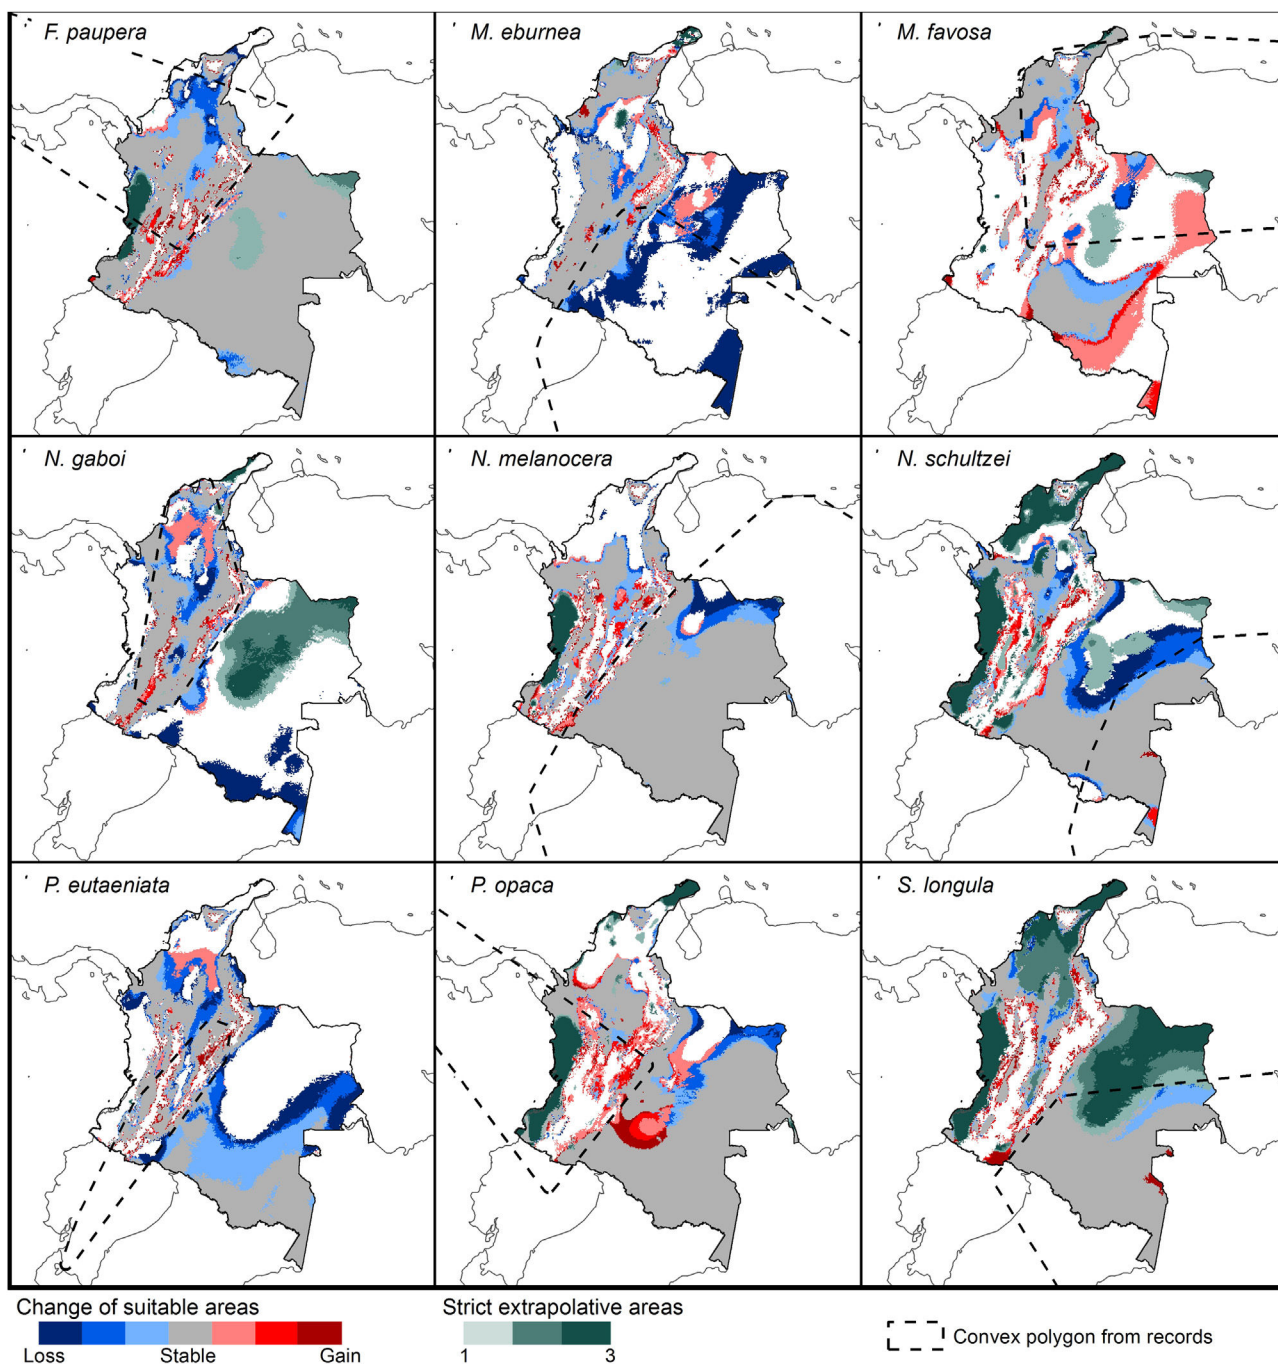 F. paupera
M. eburnea
M. favosa
N. gaboi
N. melanocera
N. schultzei
P. eutaeniata
P. opaca
S. longula
Change of suitable areas
Loss Stable Gain
Strict extrapolative areas
1 3
Convex polygon from records